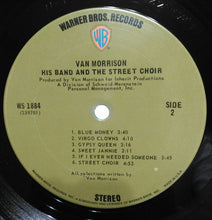 WARNER BROS. RECORDS
WB
VAN MORRISON
HIS BAND AND THE STREET CHOIR
Produced by Van Morrison for Inherit Productions
A Division of Schwaid-Merenstein
Personal Management, Inc.
WS 1884
(39705)
SIDE
2
1. BLUE MONEY 3:40
2. VIRGO CLOWNS 4:10
3. GYPSY QUEEN 3:16
4. SWEET JANNIE 2:10
5. IF I EVER NEEDED SOMEONE 3:45
6. STREET CHOIR 4:52
All selections written by
Van Morrison
STEREO